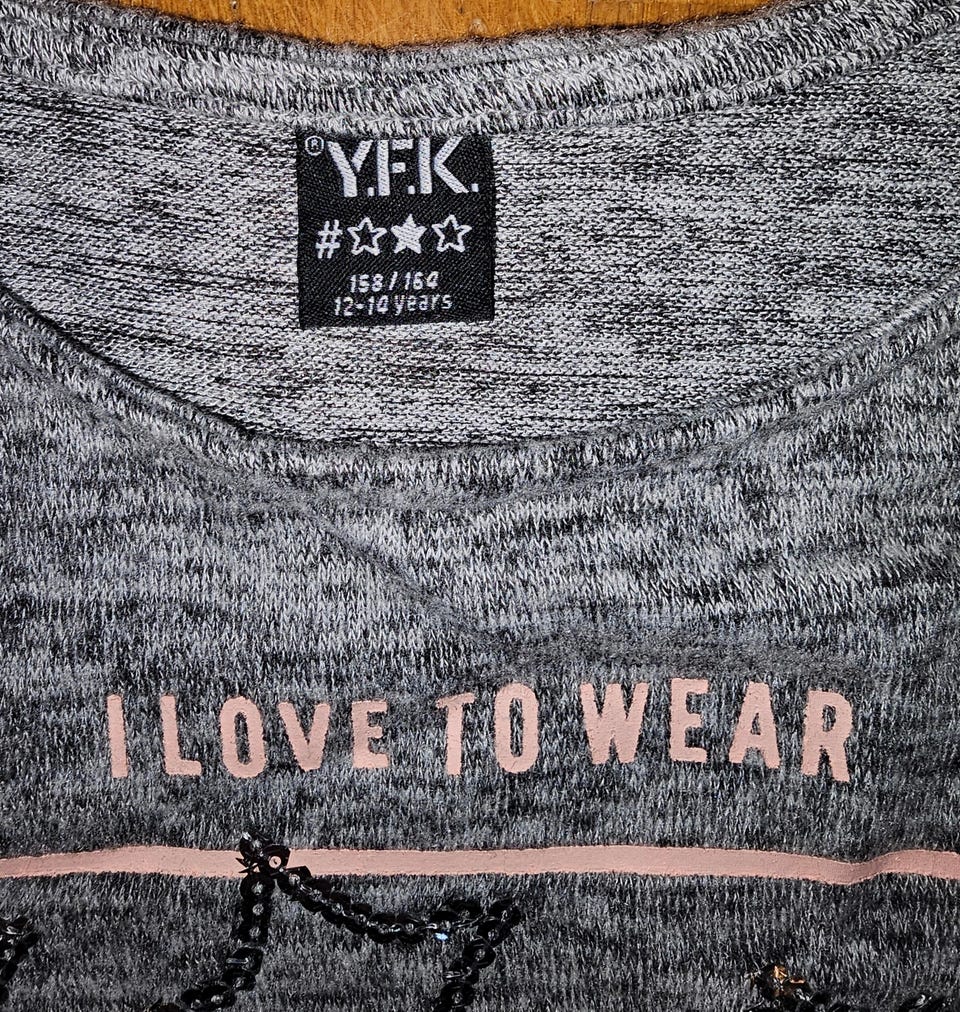 ® Y.F.K.
#☆★☆
158/164
12-14 years
I LOVE TO WEAR